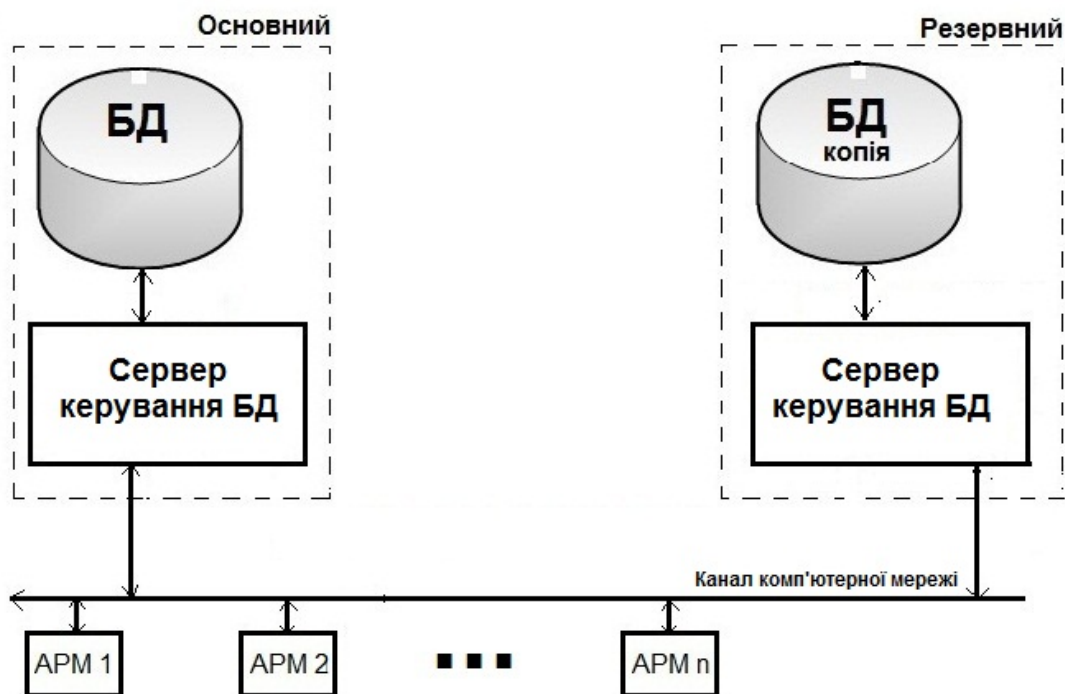 Основний
Резервний
БД
БД
копія
Сервер
керування БД
Сервер
керування БД
Канал комп'ютерної мережі
АРМ 1
АРМ 2
АРМ n